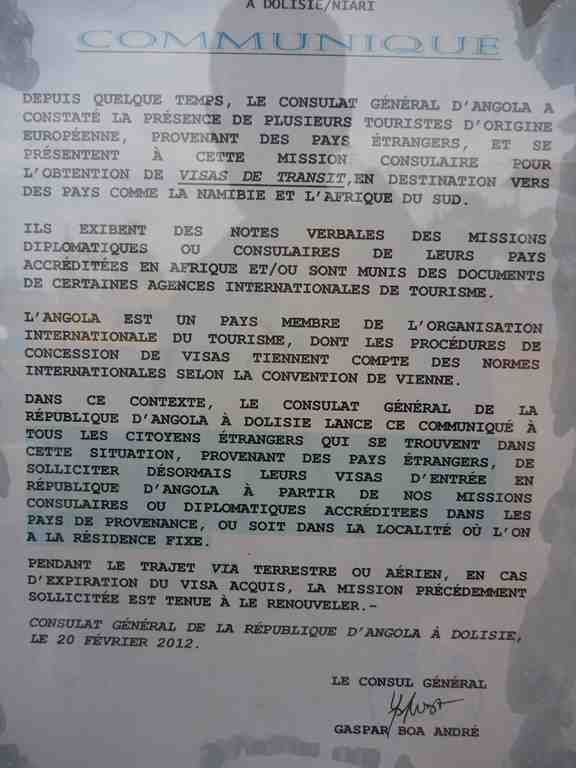 A DOLISIE/NIARI
COMMUNIQUÉ
DEPUIS QUELQUE TEMPS, LE CONSULAT GÉNÉRAL D'ANGOLA A
CONSTATÉ LA PRÉSENCE DE PLUSIEURS TOURISTES D'ORIGINE
EUROPÉENNE, PROVENANT DES PAYS ÉTRANGERS, ET SE
PRÉSENTENT À CETTE MISSION CONSULAIRE POUR
L'OBTENTION DE VISAS DE TRANSIT,EN DESTINATION VERS
DES PAYS COMME LA NAMIBIE ET L'AFRIQUE DU SUD.
ILS EXIBENT DES NOTES VERBALES DES MISSIONS
DIPLOMATIQUES OU CONSULAIRES DE LEURS PAYS
ACCRÉDITÉES EN AFRIQUE ET/OU SONT MUNIS DES DOCUMENTS
DE CERTAINES AGENCES INTERNATIONALES DE TOURISME.
L'ANGOLA EST UN PAYS MEMBRE DE L'ORGANISATION
INTERNATIONALE DU TOURISME, DONT LES PROCÉDURES DE
CONCESSION DE VISAS TIENNENT COMPTE DES NORMES
INTERNATIONALES SELON LA CONVENTION DE VIENNE.
DANS CE CONTEXTE, LE CONSULAT GÉNÉRAL DE LA
RÉPUBLIQUE D'ANGOLA À DOLISIE LANCE CE COMMUNIQUÉ À
TOUS LES CITOYENS ÉTRANGERS QUI SE TROUVENT DANS
CETTE SITUATION, PROVENANT DES PAYS ÉTRANGERS, DE
SOLLICITER DÉSORMAIS LEURS VISAS D'ENTRÉE EN
RÉPUBLIQUE D'ANGOLA À PARTIR DE NOS MISSIONS
CONSULAIRES OU DIPLOMATIQUES ACCRÉDITEES DANS LES
PAYS DE PROVENANCE, OU SOIT DANS LA LOCALITÉ OÙ L'ON
A LA RÉSIDENCE FIXE.
PENDANT LE TRAJET VIA TERRESTRE OU AÉRIEN, EN CAS
D'EXPIRATION DU VISA ACQUIS, LA MISSION PRÉCÉDEMMENT
SOLLICITÉE EST TENUE À LE RENOUVELER.-
CONSULAT GÉNÉRAL DE LA RÉPUBLIQUE D'ANGOLA À DOLISIE,
LE 20 FÉVRIER 2012.
LE CONSUL GÉNÉRAL
GASPAR BOA ANDRÉ